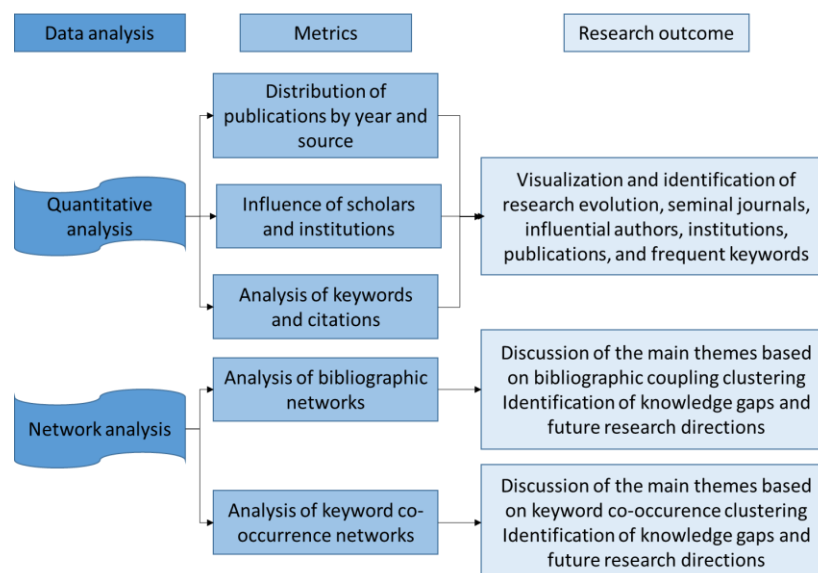 Data analysis
Metrics
Research outcome
Distribution of
publications by year and
source
Quantitative
analysis
Influence of scholars
and institutions
Visualization and identification of
research evolution, seminal journals,
influential authors, institutions,
publications, and frequent keywords
Analysis of keywords
and citations
Network analysis
Analysis of bibliographic
networks
Discussion of the main themes based
on bibliographic coupling clustering
Identification of knowledge gaps and
future research directions
Analysis of keyword co-
occurrence networks
Discussion of the main themes based
on keyword co-occurence clustering
Identification of knowledge gaps and
future research directions